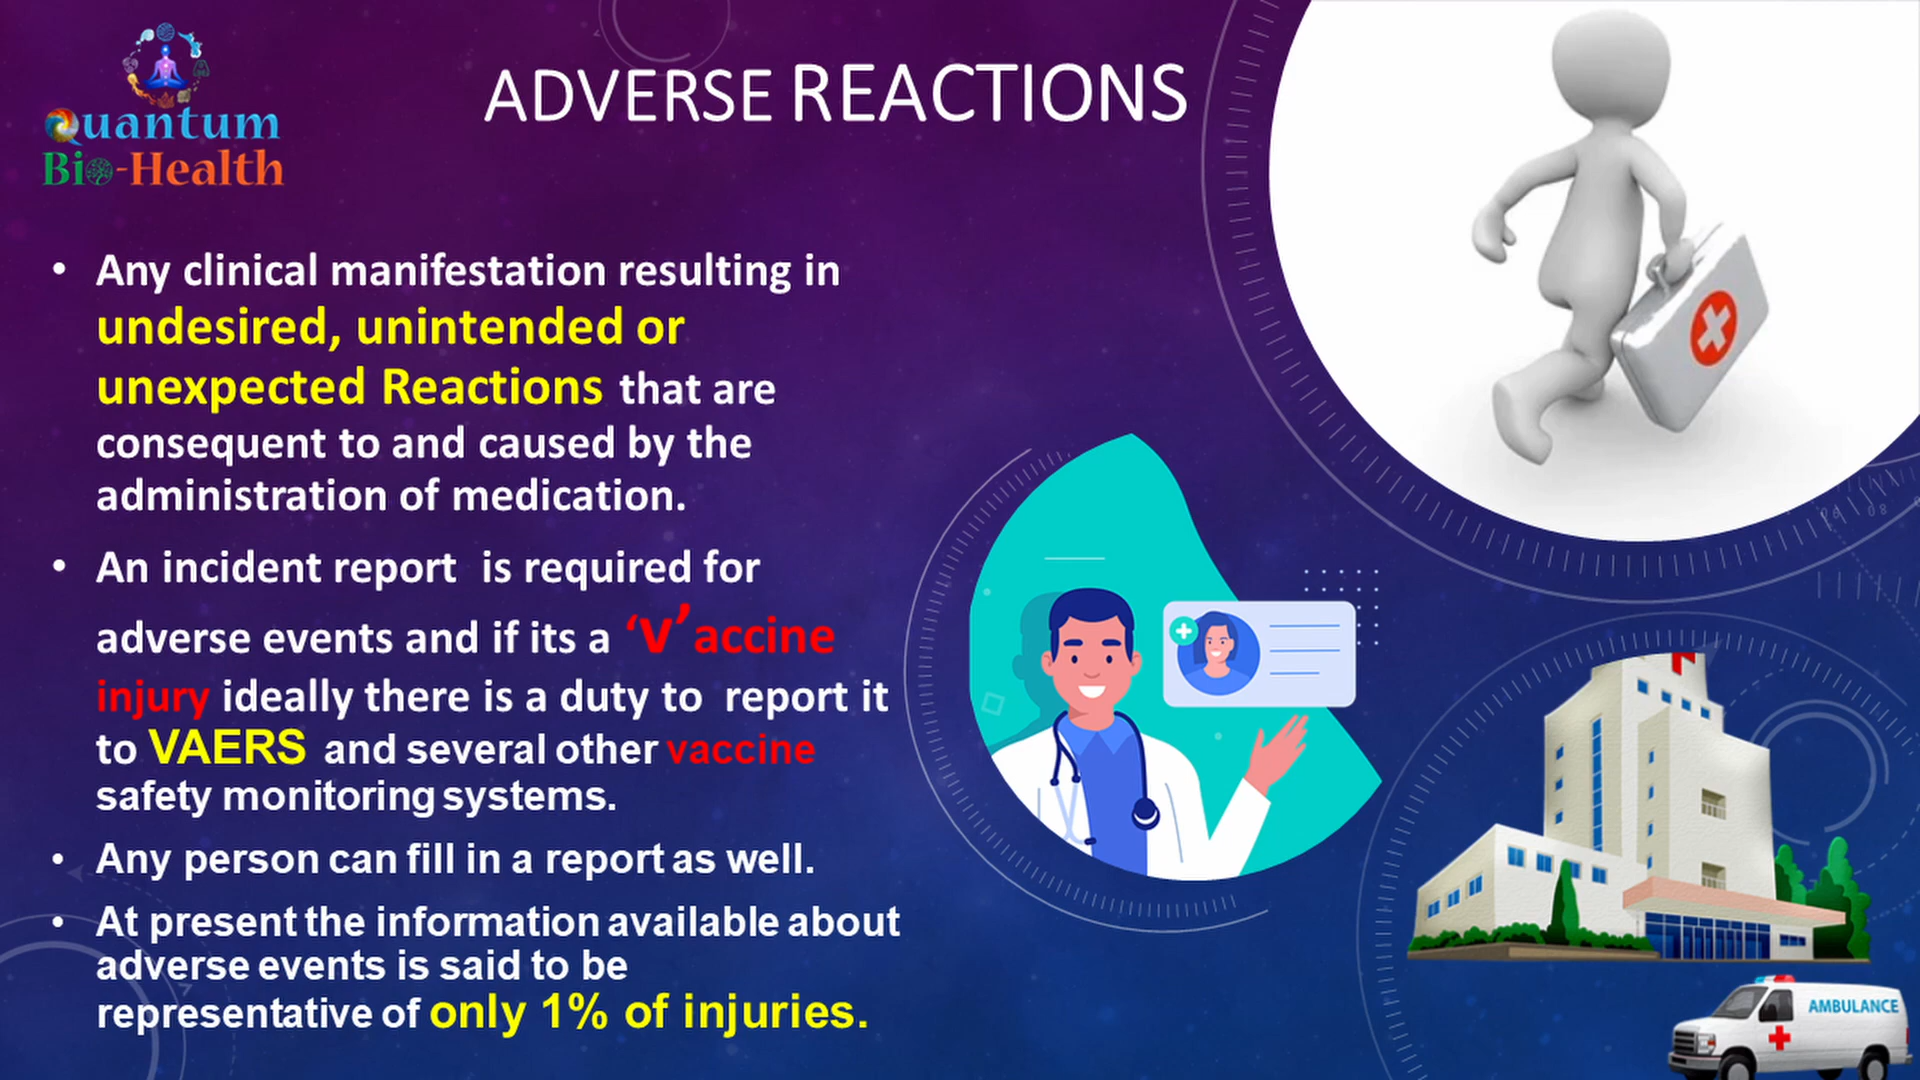 Quantum
Bio-Health
ADVERSE REACTIONS
• Any clinical manifestation resulting in
undesired, unintended or
unexpected Reactions that are
consequent to and caused by the
administration of medication.
• An incident report is required for
adverse events and if its a ‘v’accine
injury ideally there is a duty to report it
to VAERS and several other vaccine
safety monitoring systems.
• Any person can fill in a report as well.
• At present the information available about
adverse events is said to be
representative of only 1% of injuries.
AMBULANCE